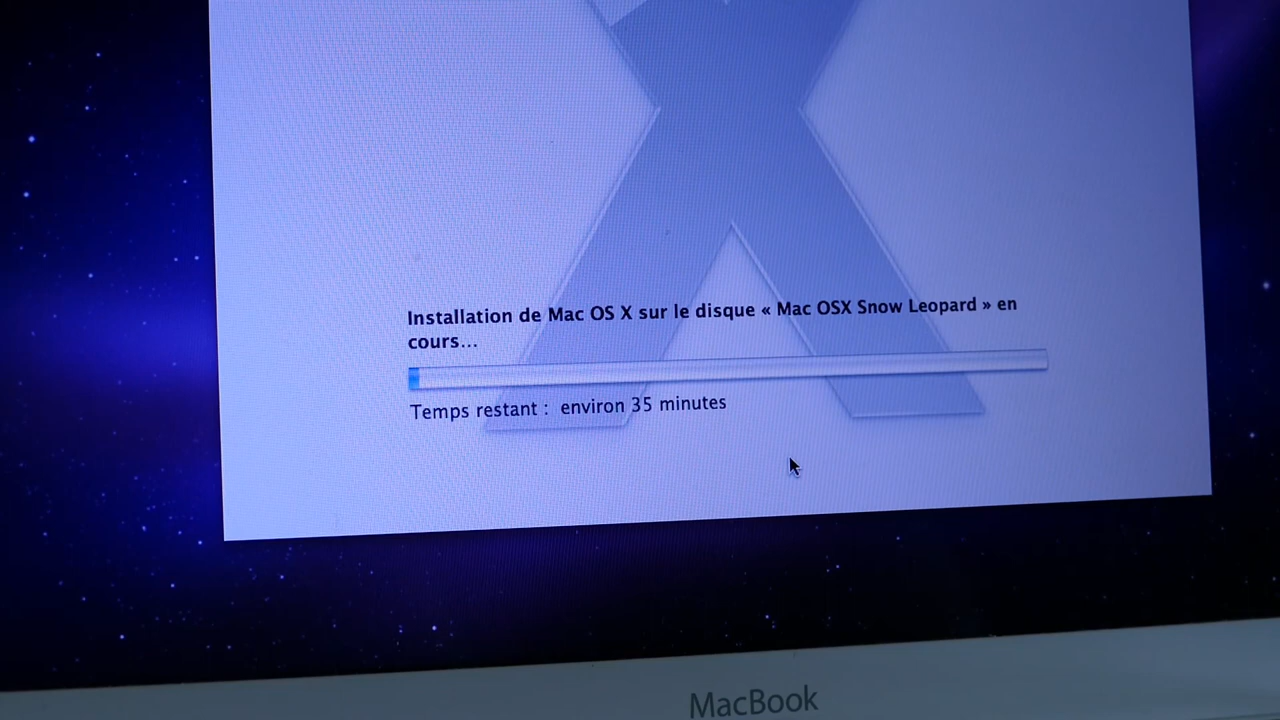 Installation de Mac OS X sur le disque « Mac OSX Snow Leopard » en
cours...
Temps restant : environ 35 minutes
MacBook